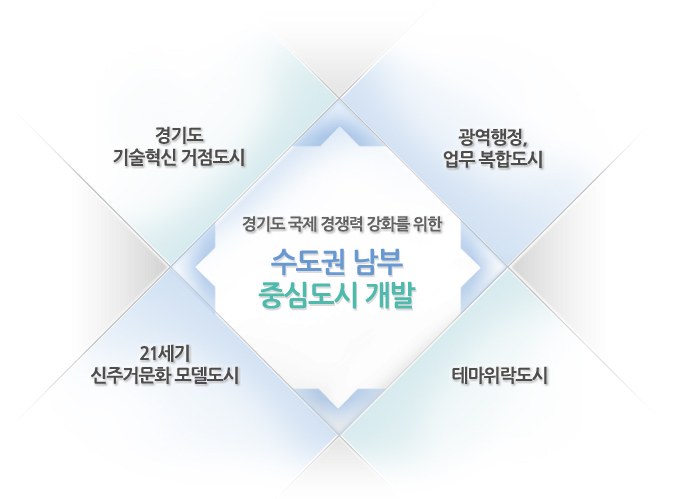 경기도
기술혁신 거점도시
광역행정,
업무 복합도시
경기도 국제 경쟁력 강화를 위한
수도권 남부
중심도시 개발
21세기
신주거문화 모델도시
테마위락도시